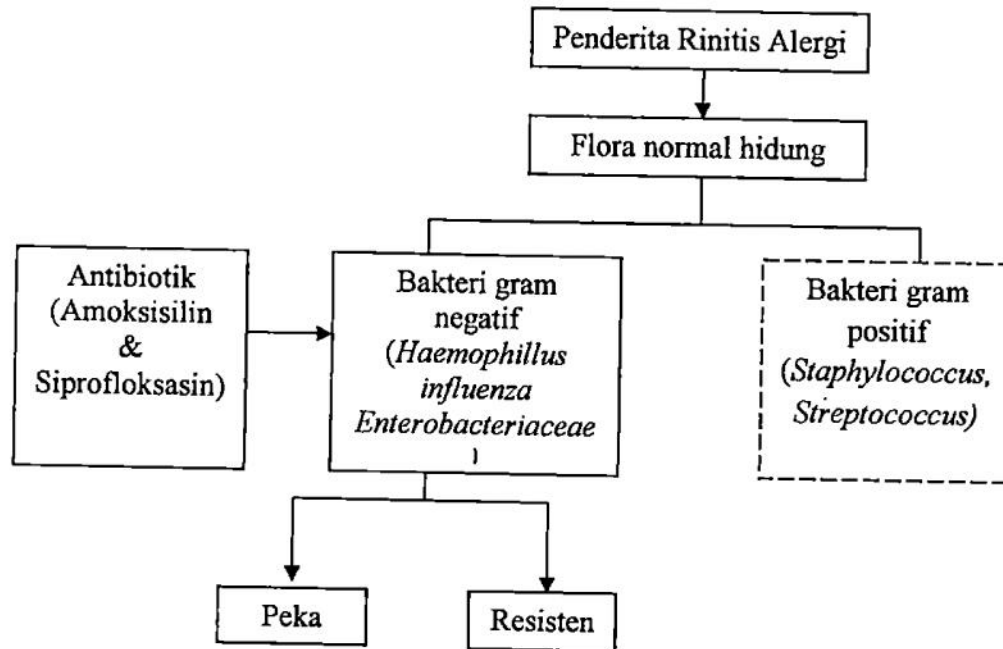 Penderita Rinitis Alergi
Flora normal hidung
Antibiotik
(Amoksisilin
&
Siprofloksasin)
Bakteri gram
negatif
(Haemophillus
influenza
Enterobacteriaceae
)
Bakteri gram
positif
(Staphylococcus,
Streptococcus)
Peka
Resisten